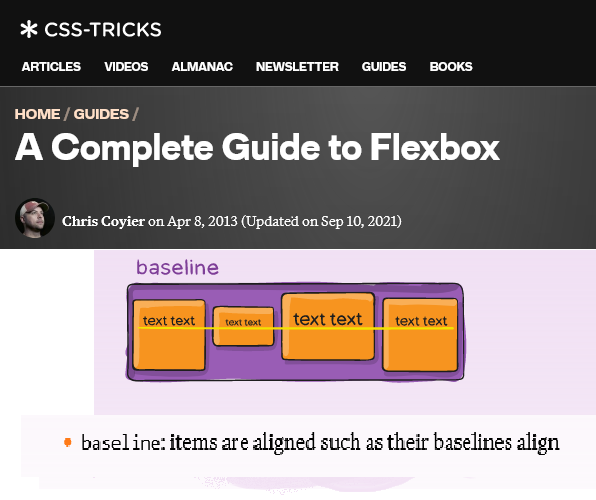 CSS-TRICKS
ARTICLES VIDEOS ALMANAC NEWSLETTER GUIDES BOOKS
HOME / GUIDES /
A Complete Guide to Flexbox
Chris Coyier on Apr 8, 2013 (Updated on Sep 10, 2021)
baseline
text text text text text text text text
baseline: items are aligned such as their baselines align